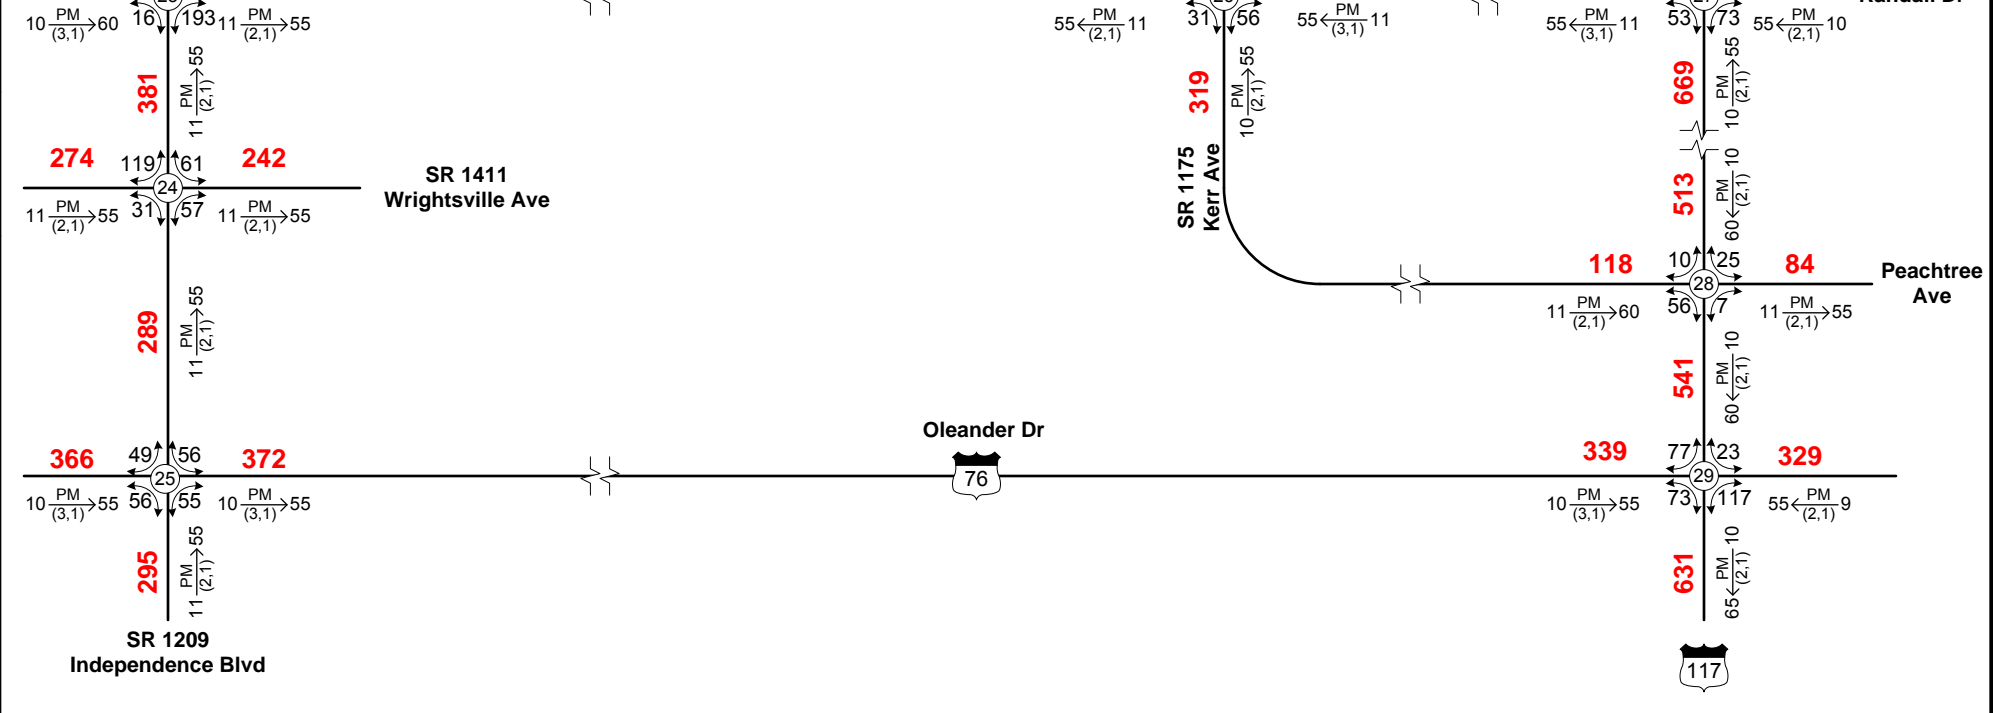 10 PM (3,1) 60
16
193
11 PM (2,1) 55
55 PM (2,1) 11
31
56
55 PM (3,1) 11
55 PM (3,1) 11
53
73
55 PM (2,1) 10
381
11 PM (2,1) 55
319
10 PM (2,1) 55
669
10 PM (2,1) 55
274
119
61
242
24
SR 1411
Wrightsville Ave
11 PM (2,1) 55
31
57
11 PM (2,1) 55
SR 1175
Kerr Ave
513
60 PM (2,1) 10
118
10
25
84
28
Peachtree
Ave
11 PM (2,1) 60
56
7
11 PM (2,1) 55
289
11 PM (2,1) 55
541
60 PM (2,1) 10
Oleander Dr
76
366
49
56
372
25
10 PM (3,1) 55
56
55
10 PM (3,1) 55
339
77
23
329
29
10 PM (3,1) 55
73
117
55 PM (2,1) 9
295
11 PM (2,1) 55
631
65 PM (2,1) 10
SR 1209
Independence Blvd
117